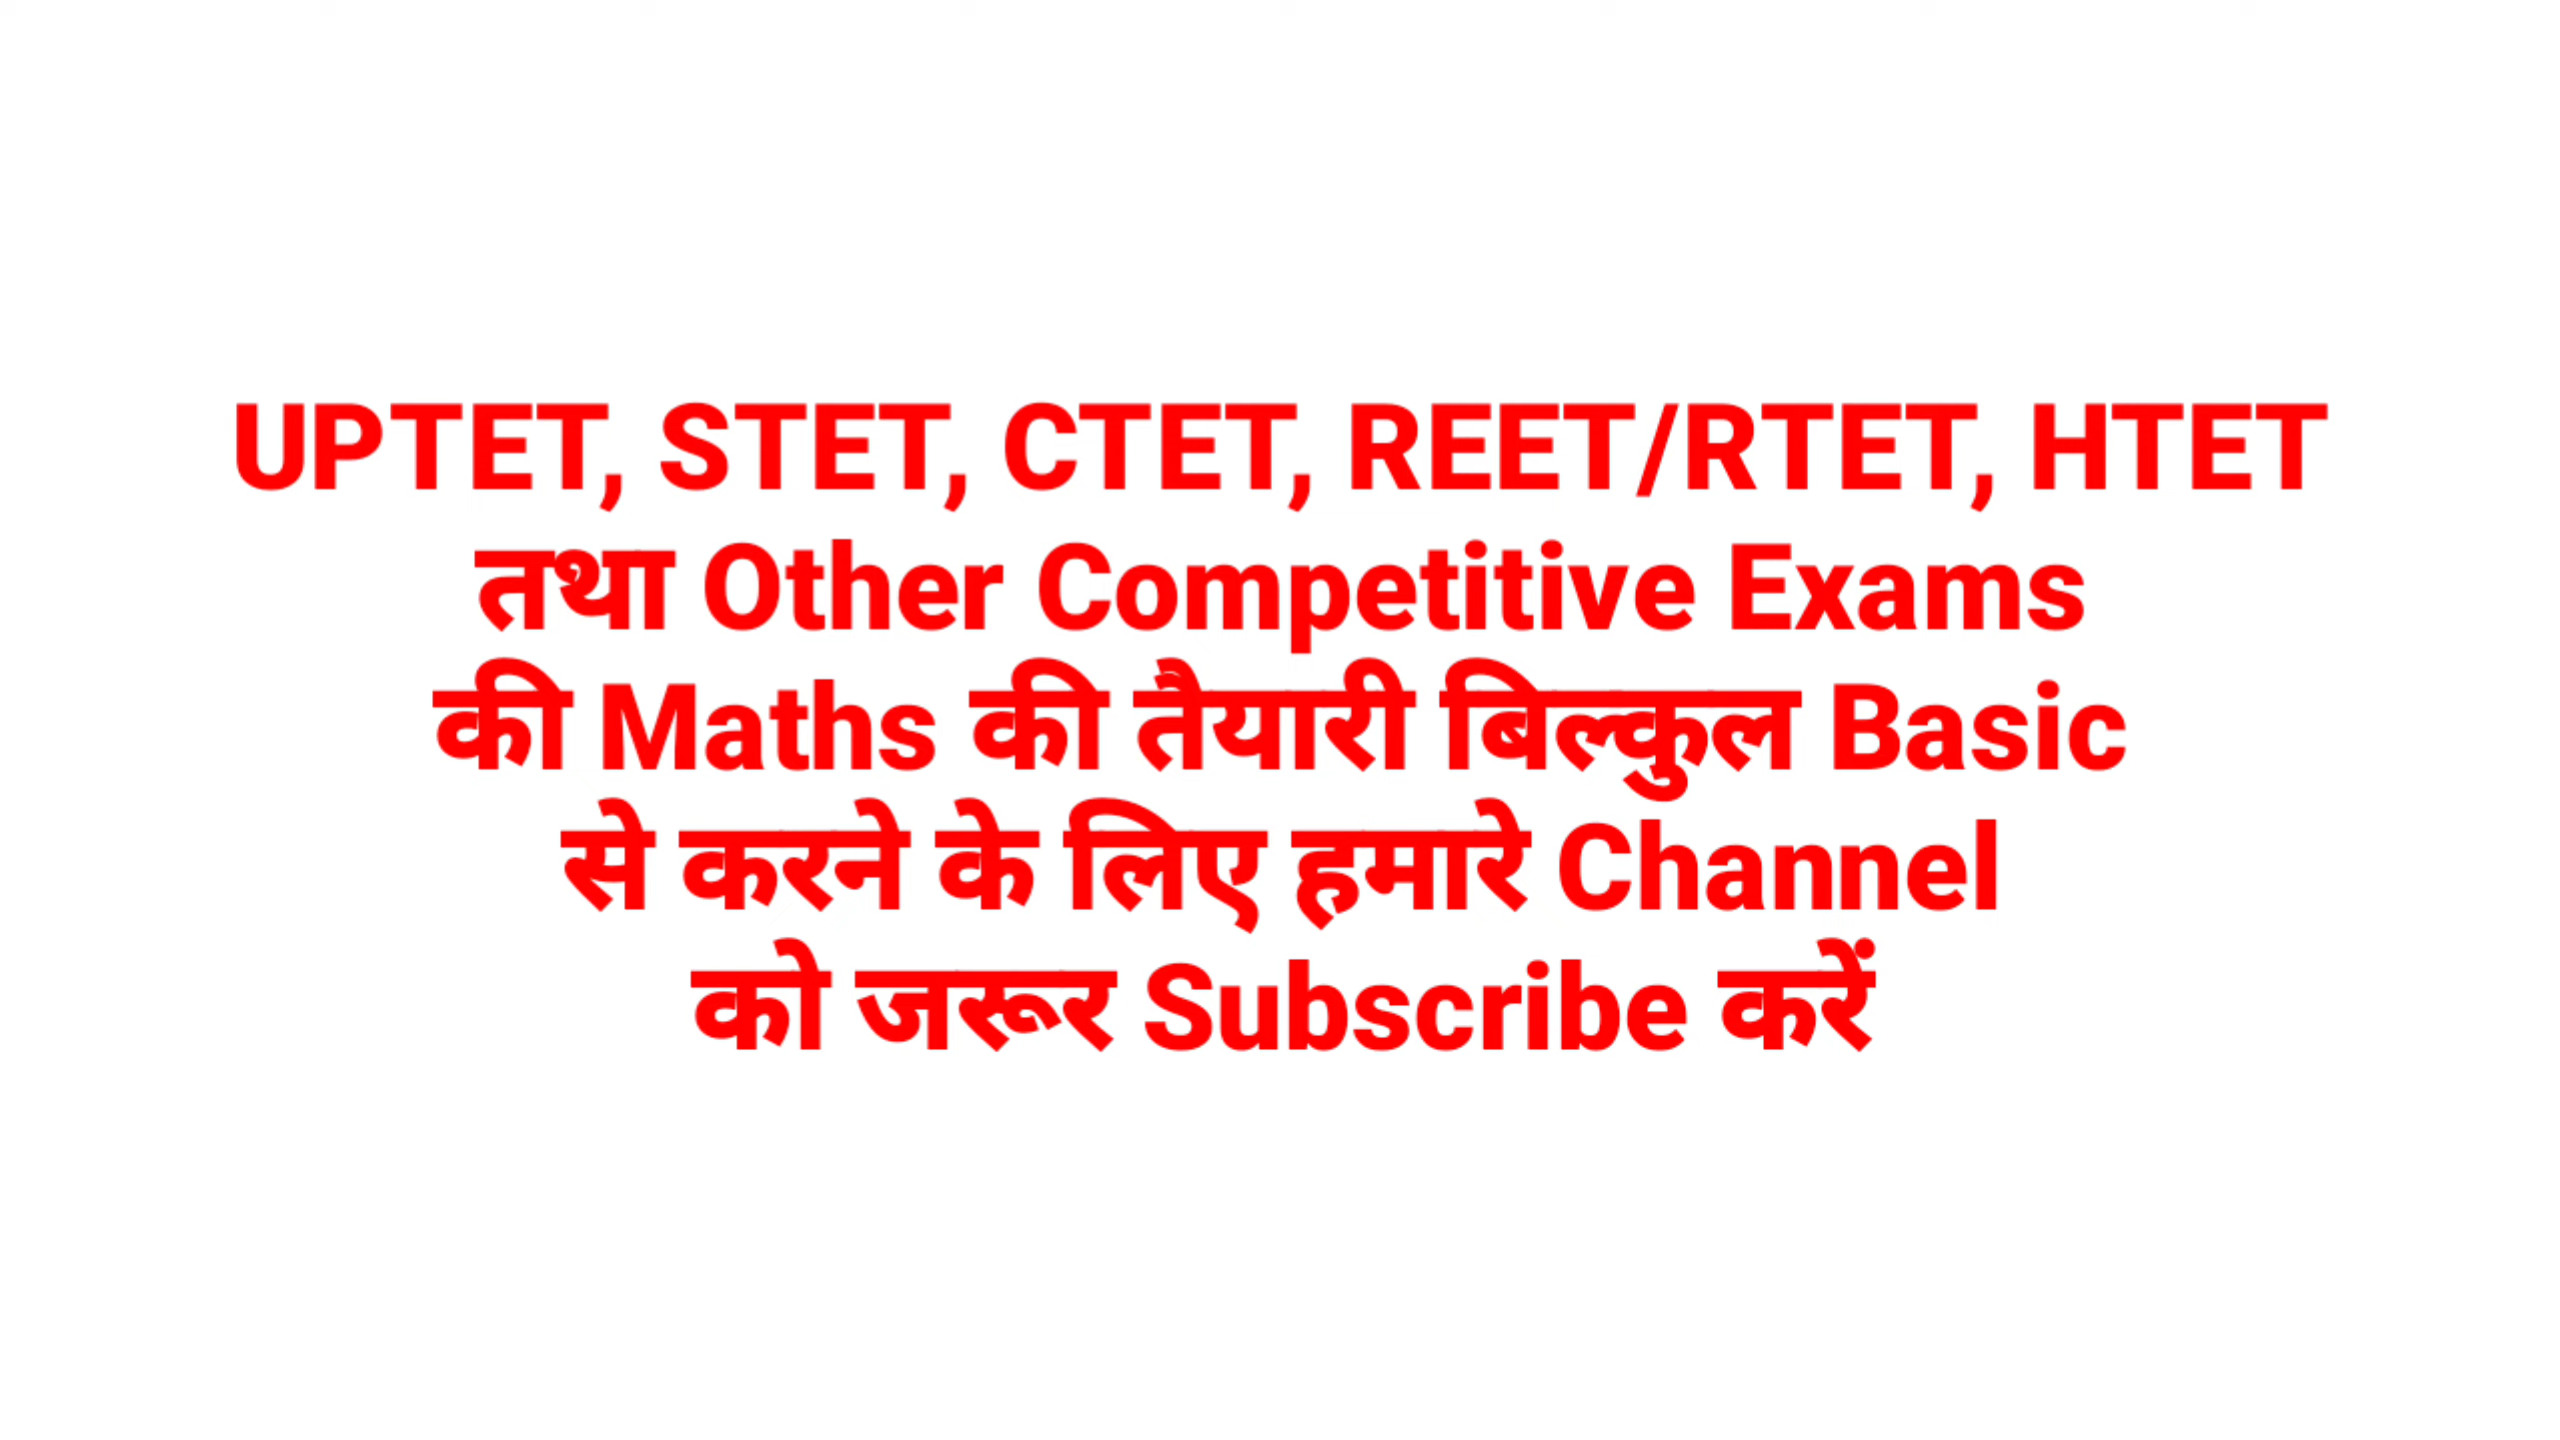 UPTET, STET, CTET, REET/RTET, HTET
तथा Other Competitive Exams
की Maths की तैयारी बिल्कुल Basic
से करने के लिए हमारे Channel
को जरूर Subscribe करें